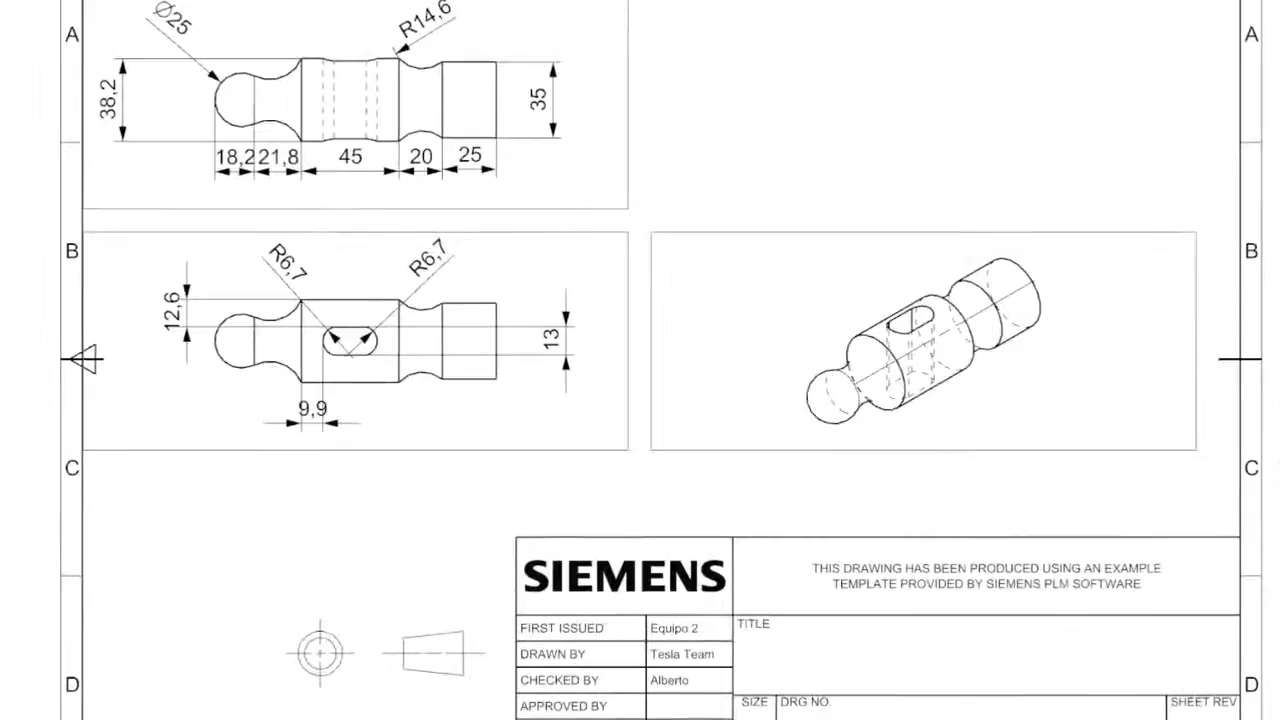 A
A
Ø25
R14,6
38,2
35
18,2
21,8
45
20
25
B
B
R6,7
R6,7
12,6
13
9,9
C
C
SIEMENS
THIS DRAWING HAS BEEN PRODUCED USING AN EXAMPLE
TEMPLATE PROVIDED BY SIEMENS PLM SOFTWARE
FIRST ISSUED Equipo 2
TITLE
DRAWN BY Tesla Team
CHECKED BY Alberto
D
D
APPROVED BY
SIZE DRG NO. SHEET REV